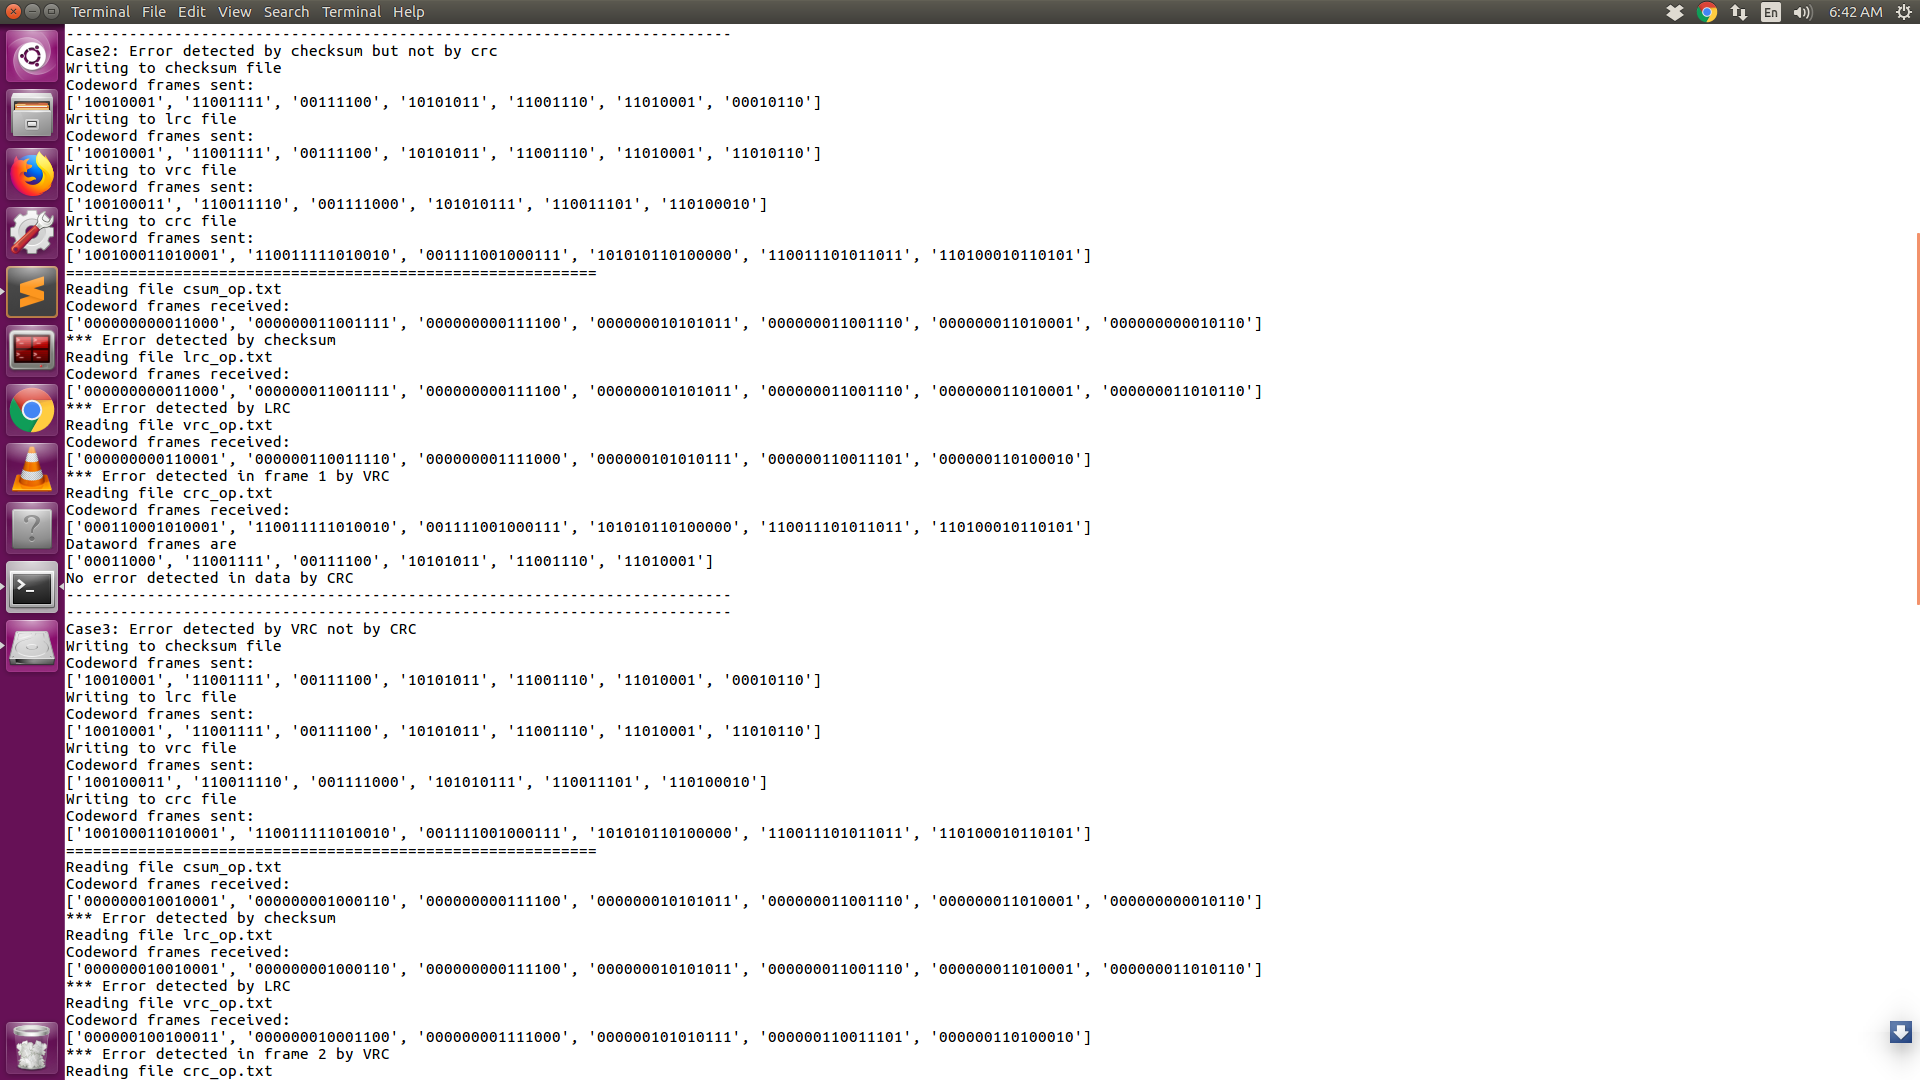 Terminal File Edit View Search Terminal Help En 6:42 AM
--------------------------------------------------------------------------
Case2: Error detected by checksum but not by crc
Writing to checksum file
Codeword frames sent:
['10010001', '11001111', '00111100', '10101011', '11001110', '11010001', '00010110']
Writing to lrc file
Codeword frames sent:
['10010001', '11001111', '00111100', '10101011', '11001110', '11010001', '11010110']
Writing to vrc file
Codeword frames sent:
['100100011', '110011110', '001111000', '101010111', '110011101', '110100010']
Writing to crc file
Codeword frames sent:
['100100011010001', '110011111010010', '001111001000111', '101010110100000', '110011101011011', '110100010110101']
===========================================================
Reading file csum_op.txt
Codeword frames received:
['000000000011000', '000000011001111', '000000000111100', '000000010101011', '000000011001110', '000000011010001', '000000000010110']
*** Error detected by checksum
Reading file lrc_op.txt
Codeword frames received:
['000000000011000', '000000011001111', '000000000111100', '000000010101011', '000000011001110', '000000011010001', '000000011010110']
*** Error detected by LRC
Reading file vrc_op.txt
Codeword frames received:
['000000000110001', '000000110011110', '000000001111000', '000000101010111', '000000110011101', '000000110100010']
*** Error detected in frame 1 by VRC
Reading file crc_op.txt
Codeword frames received:
['000110001010001', '110011111010010', '001111001000111', '101010110100000', '110011101011011', '110100010110101']
Dataword frames are
['00011000', '11001111', '00111100', '10101011', '11001110', '11010001']
No error detected in data by CRC
--------------------------------------------------------------------------
--------------------------------------------------------------------------
Case3: Error detected by VRC not by CRC
Writing to checksum file
Codeword frames sent:
['10010001', '11001111', '00111100', '10101011', '11001110', '11010001', '00010110']
Writing to lrc file
Codeword frames sent:
['10010001', '11001111', '00111100', '10101011', '11001110', '11010001', '11010110']
Writing to vrc file
Codeword frames sent:
['100100011', '110011110', '001111000', '101010111', '110011101', '110100010']
Writing to crc file
Codeword frames sent:
['100100011010001', '110011111010010', '001111001000111', '101010110100000', '110011101011011', '110100010110101']
===========================================================
Reading file csum_op.txt
Codeword frames received:
['000000010010001', '000000001000110', '000000000111100', '000000010101011', '000000011001110', '000000011010001', '000000000010110']
*** Error detected by checksum
Reading file lrc_op.txt
Codeword frames received:
['000000010010001', '000000001000110', '000000000111100', '000000010101011', '000000011001110', '000000011010001', '000000011010110']
*** Error detected by LRC
Reading file vrc_op.txt
Codeword frames received:
['000000100100011', '000000010001100', '000000001111000', '000000101010111', '000000110011101', '000000110100010']
*** Error detected in frame 2 by VRC
Reading file crc_op.txt